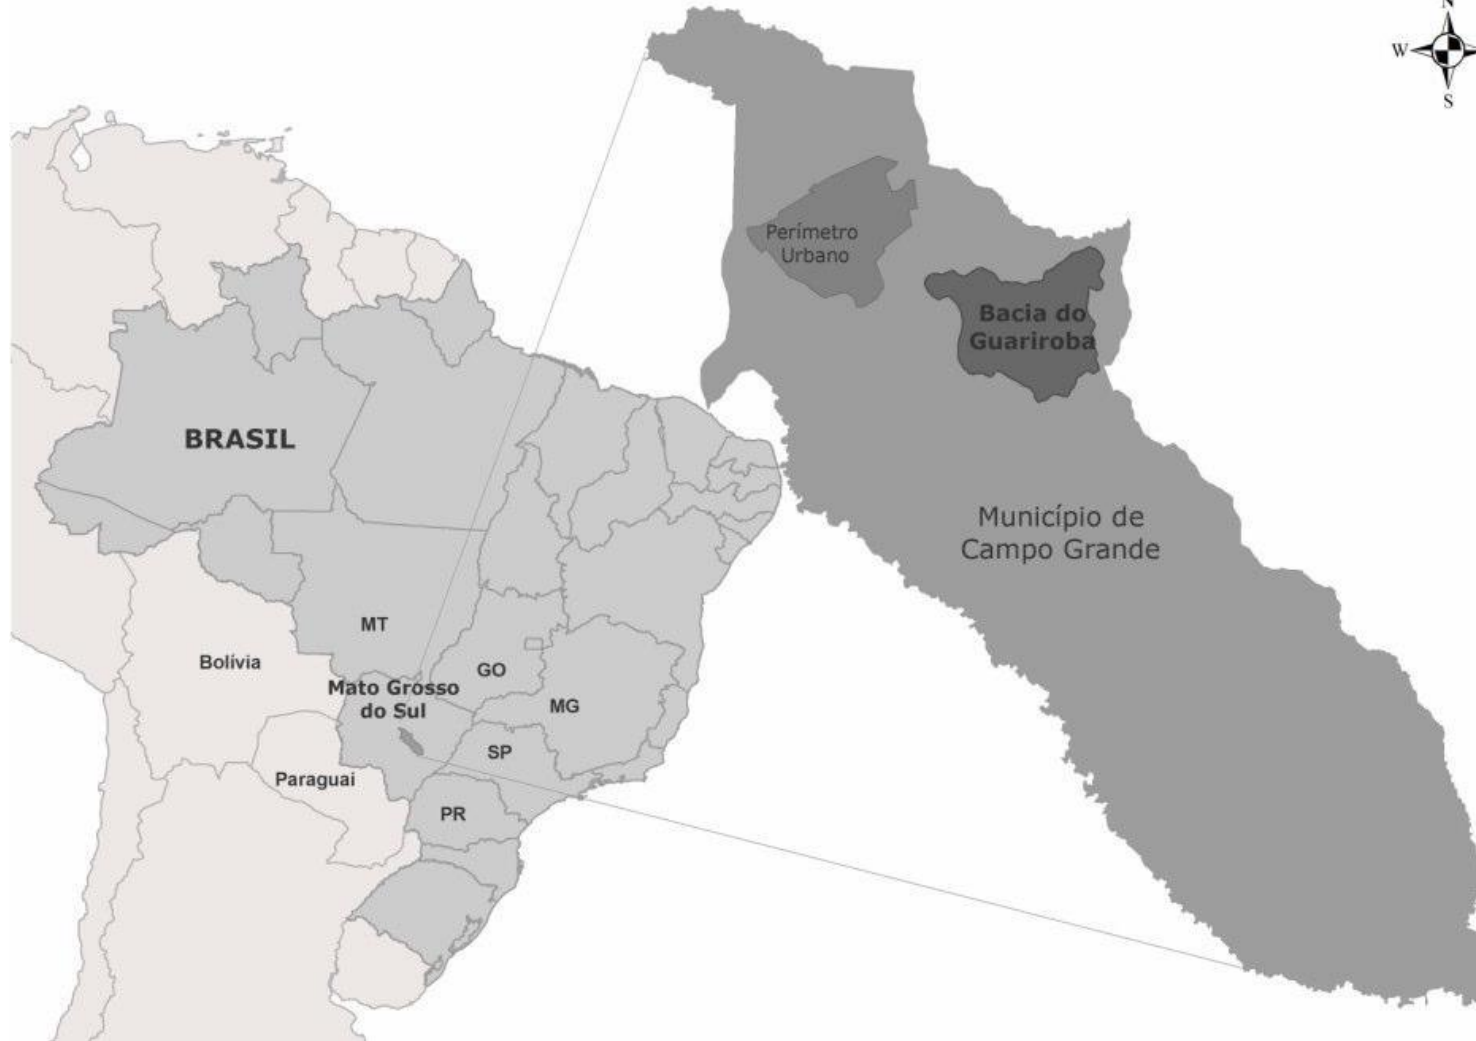 N
W
S
Perímetro
Urbano
Bacia do
Guariroba
BRASIL
Município de
Campo Grande
MT
Bolívia
GO
Mato Grosso
do Sul
MG
SP
Paraguai
PR